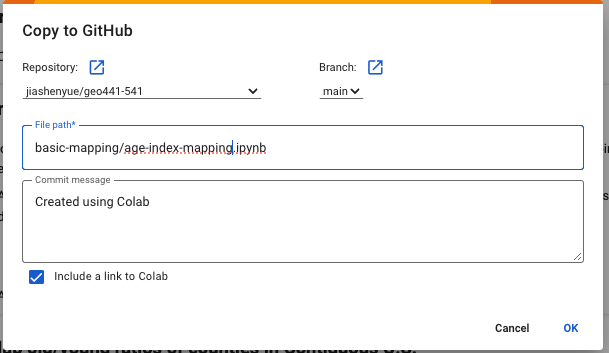 Copy to GitHub
Repository:
Branch:
jiashenyue/geo441-541
main
File path*
basic-mapping/age-index-mapping.ipynb
Commit message
Created using Colab
Include a link to Colab
Cancel
OK